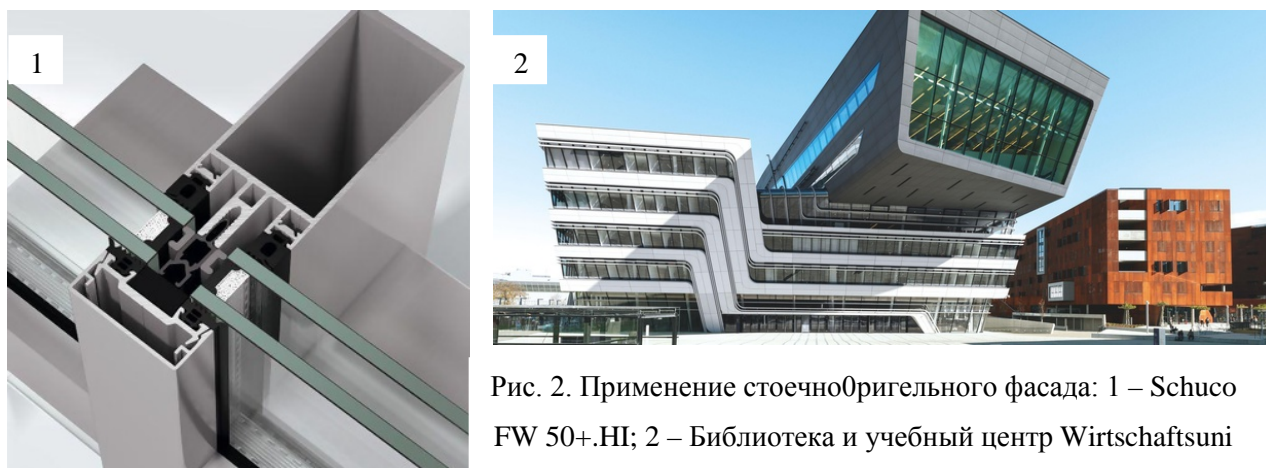 1
2
Рис. 2. Применение стоечно0ригельного фасада: 1 – Schuco
FW 50+.HI; 2 – Библиотека и учебный центр Wirtschaftsuni